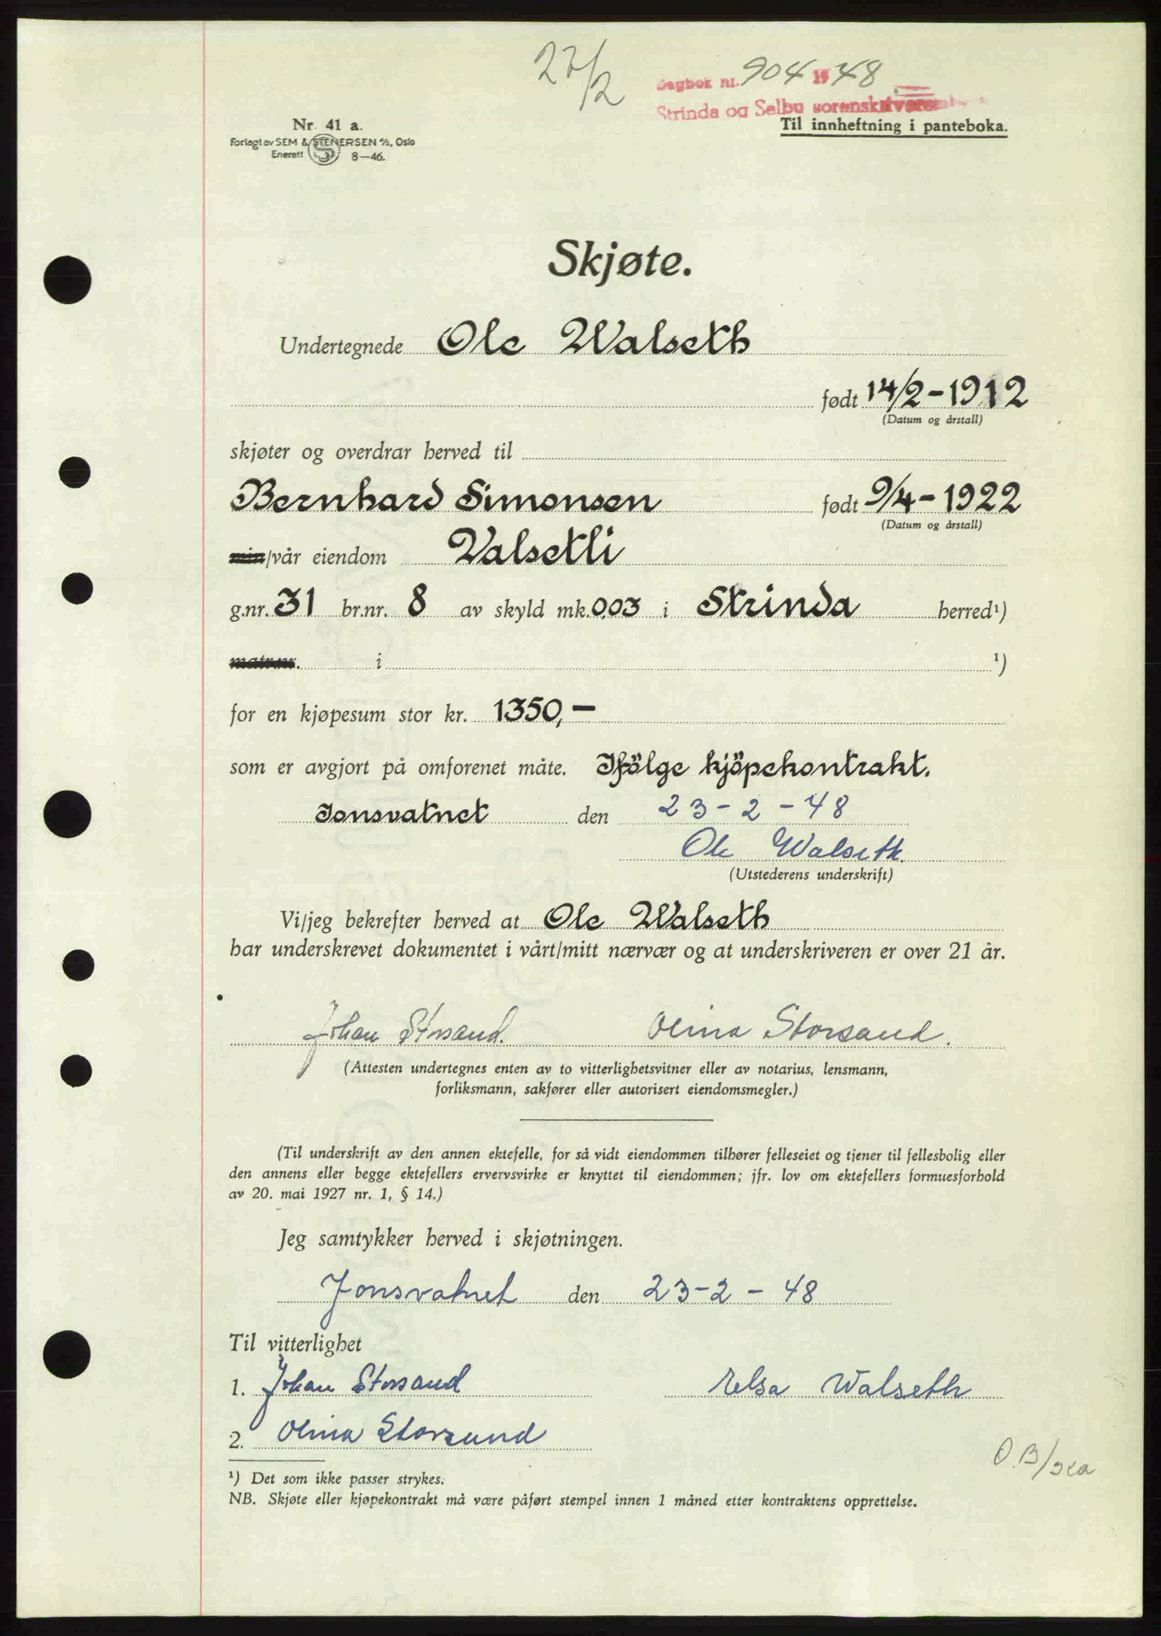 27/2
Dagbok nr. 904 1948
Strinda og Selbu sorenskriverembete
Nr. 41 a.
Forlagt av SEM & STENERSEN A/S, Oslo
Enerett 8—46.
Til innheftning i panteboka.
Skjøte.
Undertegnede Ole Walseth
født 14/2-1912
(Datum og årstall)
skjøter og overdrar herved til
Bernhard Simonsen født 9/4-1922
(Datum og årstall)
min/vår eiendom Valsetli
g.nr. 31 br.nr. 8 av skyld mk. 0,03 i Strinda herred¹)
matr.nr. i ¹)
for en kjøpesum stor kr. 1350,-
som er avgjort på omforenet måte. Ifölge kjöpekontrakt.
Jonsvatnet den 23-2-48
Ole Walseth
(Utstederens underskrift)
Vi/jeg bekrefter herved at Ole Walseth
har underskrevet dokumentet i vårt/mitt nærvær og at underskriveren er over 21 år.
Johan Storsand. Olina Storsand.
(Attesten undertegnes enten av to vitterlighetsvitner eller av notarius, lensmann,
forliksmann, sakfører eller autorisert eiendomsmegler.)
(Til underskrift av den annen ektefelle, for så vidt eiendommen tilhører felleseiet og tjener til fellesbolig eller
den annens eller begge ektefellers ervervsvirke er knyttet til eiendommen; jfr. lov om ektefellers formuesforhold
av 20. mai 1927 nr. 1, § 14.)
Jeg samtykker herved i skjøtningen.
Jonsvatnet den 23-2-48
Til vitterlighet
1. Johan Storsand Elsa Walseth
2. Olina Storsand
¹) Det som ikke passer strykes.
NB. Skjøte eller kjøpekontrakt må være påført stempel innen 1 måned etter kontraktens opprettelse.